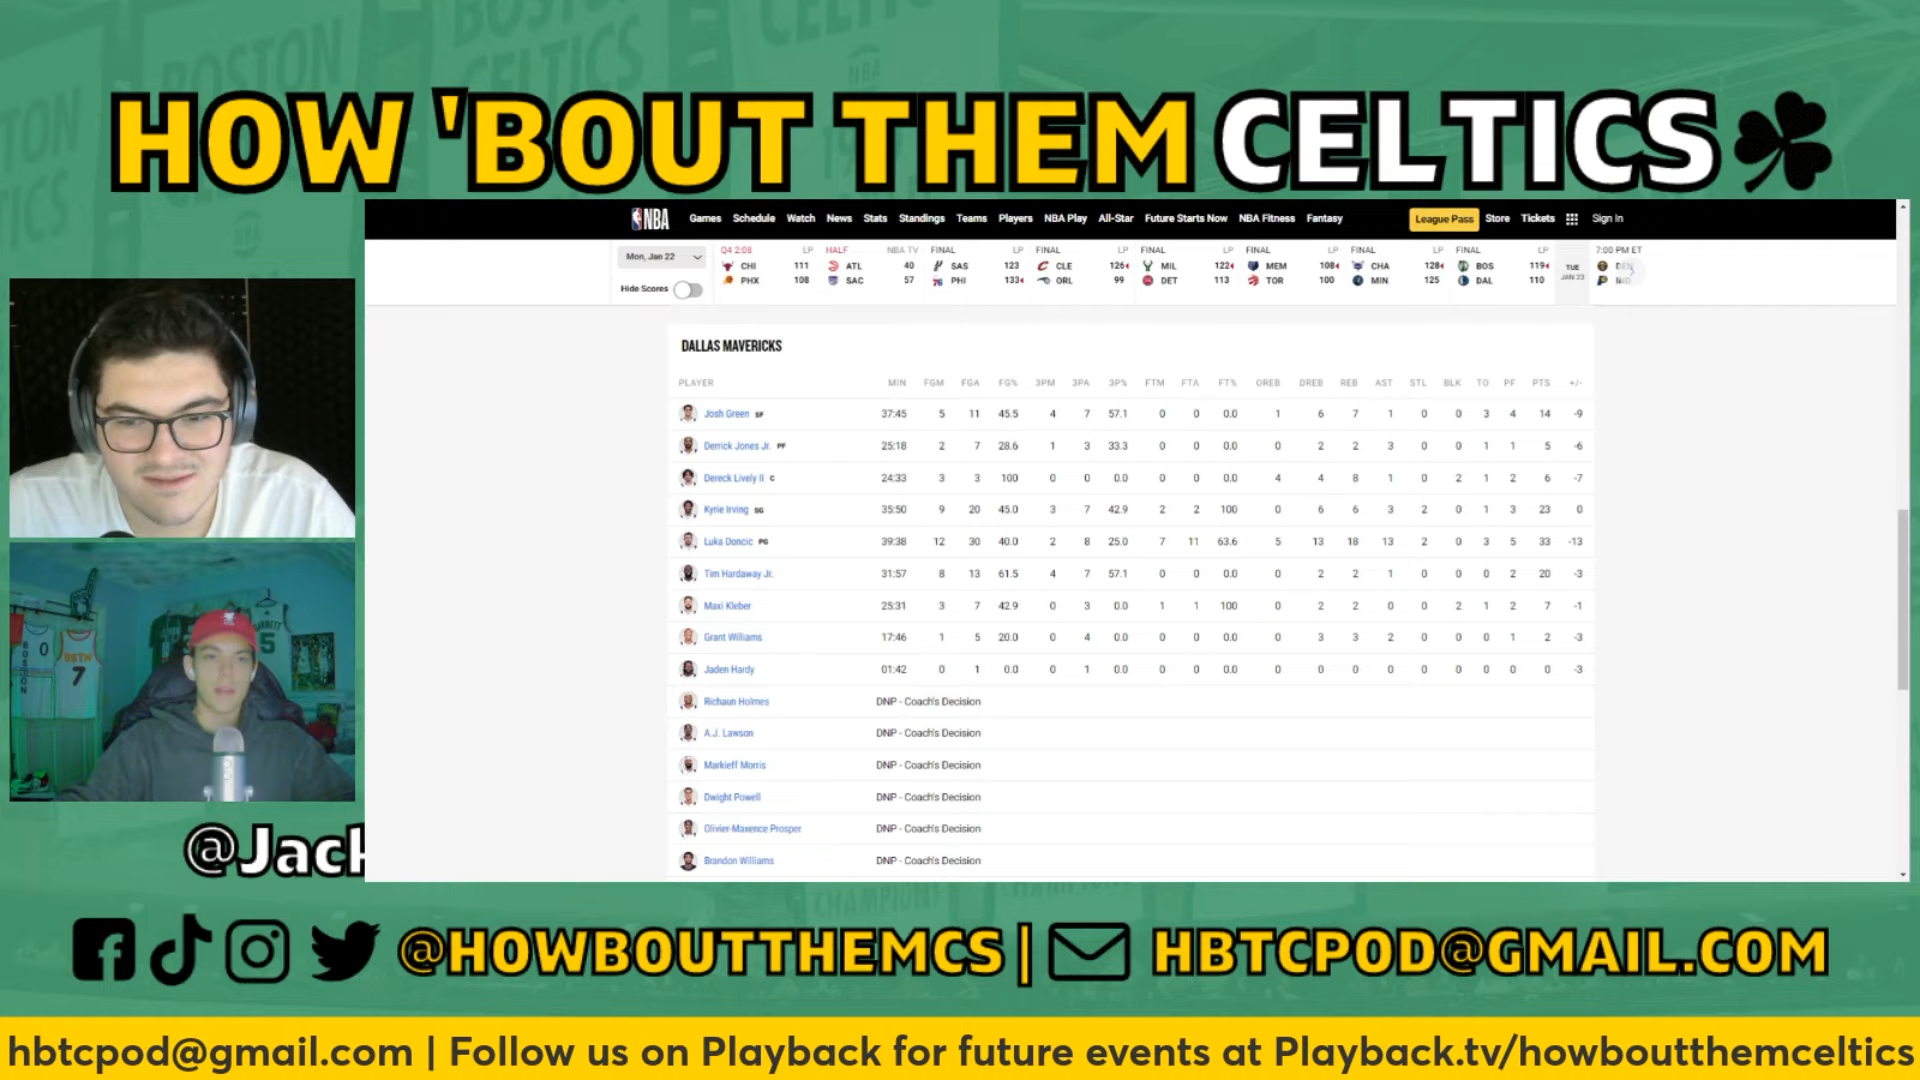 HOW 'BOUT THEM CELTICS
NBA Games Schedule Watch News Stats Standings Teams Players NBA Play All-Star Future Starts Now NBA Fitness Fantasy League Pass Store Tickets Sign In
Mon, Jan 22
Hide Scores
Q4 2:08 LP
CHI 111
PHX 108
HALF NBA TV
ATL 40
SAC 57
FINAL LP
SAS 123
PHI 133
FINAL LP
CLE 126
ORL 99
FINAL LP
MIL 122
DET 113
FINAL LP
MEM 108
TOR 100
FINAL LP
CHA 128
MIN 125
FINAL LP
BOS 119
DAL 110
TUE
JAN 23
7:00 PM ET
DALLAS MAVERICKS
PLAYER MIN FGM FGA FG% 3PM 3PA 3P% FTM FTA FT% OREB DREB REB AST STL BLK TO PF PTS +/-
Josh Green SF 37:45 5 11 45.5 4 7 57.1 0 0 0.0 1 6 7 1 0 0 3 4 14 -9
Derrick Jones Jr. PF 25:18 2 7 28.6 1 3 33.3 0 0 0.0 0 2 2 3 0 0 1 1 5 -6
Dereck Lively II C 24:33 3 3 100 0 0 0.0 0 0 0.0 4 4 8 1 0 2 1 2 6 -7
Kyrie Irving SG 35:50 9 20 45.0 3 7 42.9 2 2 100 0 6 6 3 2 0 1 3 23 0
Luka Doncic PG 39:38 12 30 40.0 2 8 25.0 7 11 63.6 5 13 18 13 2 0 3 5 33 -13
Tim Hardaway Jr. 31:57 8 13 61.5 4 7 57.1 0 0 0.0 0 2 2 1 0 0 0 2 20 -3
Maxi Kleber 25:31 3 7 42.9 0 3 0.0 1 1 100 0 2 2 0 0 2 1 2 7 -1
Grant Williams 17:46 1 5 20.0 0 4 0.0 0 0 0.0 0 3 3 2 0 0 0 1 2 -3
Jaden Hardy 01:42 0 1 0.0 0 1 0.0 0 0 0.0 0 0 0 0 0 0 0 0 0 -3
Richaun Holmes DNP - Coach's Decision
A.J. Lawson DNP - Coach's Decision
Markieff Morris DNP - Coach's Decision
Dwight Powell DNP - Coach's Decision
Olivier-Maxence Prosper DNP - Coach's Decision
Brandon Williams DNP - Coach's Decision
@Jack
@HOWBOUTTHEMCS | HBTCPOD@GMAIL.COM
hbtcpod@gmail.com | Follow us on Playback for future events at Playback.tv/howboutthemceltics